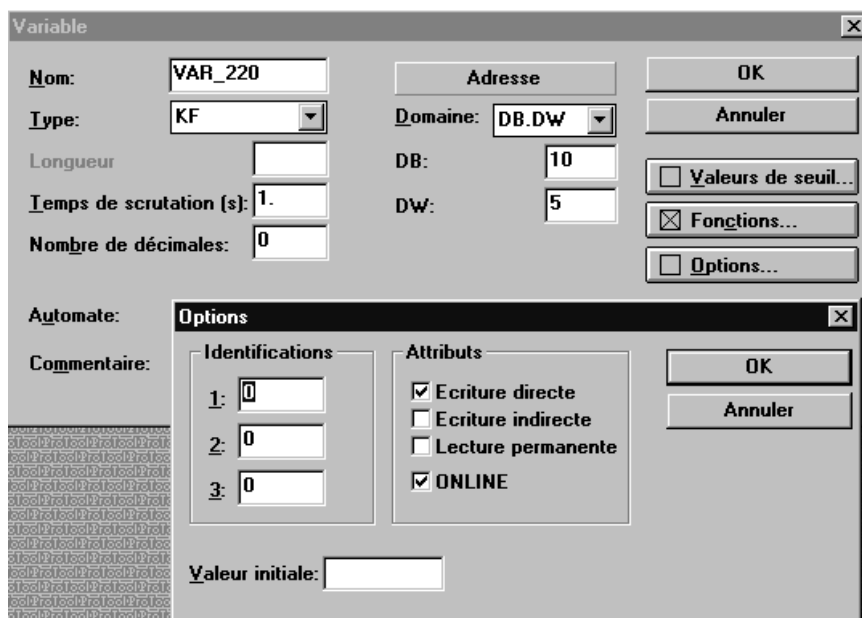 Variable
Nom: VAR_220
Adresse
OK
Type: KF
Domaine: DB.DW
Annuler
Longueur
DB: 10
Valeurs de seuil...
Temps de scrutation (s): 1.
DW: 5
Fonctions...
Nombre de décimales: 0
Options...
Automate:
Commentaire:
Options
Identifications
1: 0
2: 0
3: 0
Attributs
Ecriture directe
Ecriture indirecte
Lecture permanente
ONLINE
OK
Annuler
Valeur initiale: